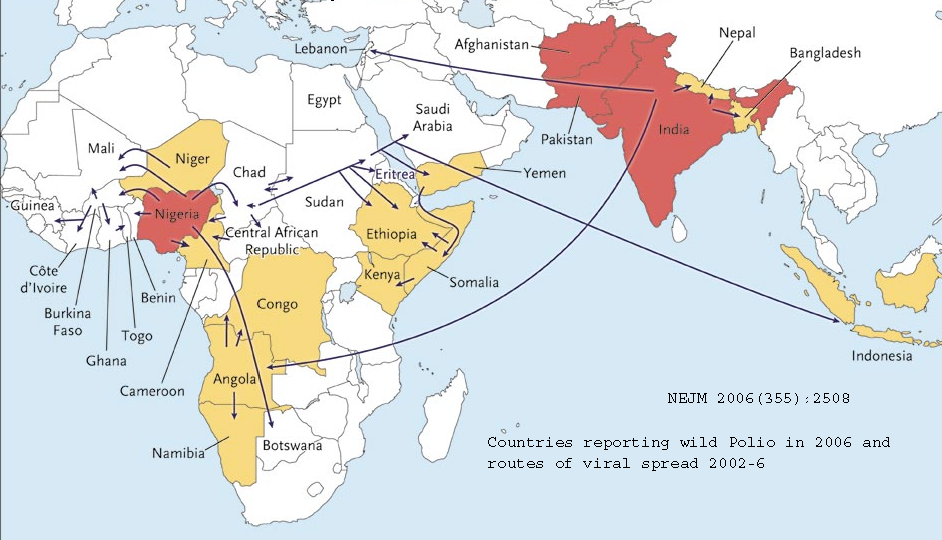 Lebanon
Afghanistan
Nepal
Bangladesh
Egypt
Saudi
Arabia
Pakistan
India
Mali
Niger
Chad
Eritrea
Yemen
Guinea
Nigeria
Sudan
Central African
Republic
Ethiopia
Kenya
Somalia
Côte
d'Ivoire
Burkina
Faso
Benin
Togo
Ghana
Cameroon
Congo
Angola
Namibia
Botswana
Indonesia
NEJM 2006(355):2508
Countries reporting wild Polio in 2006 and
routes of viral spread 2002-6